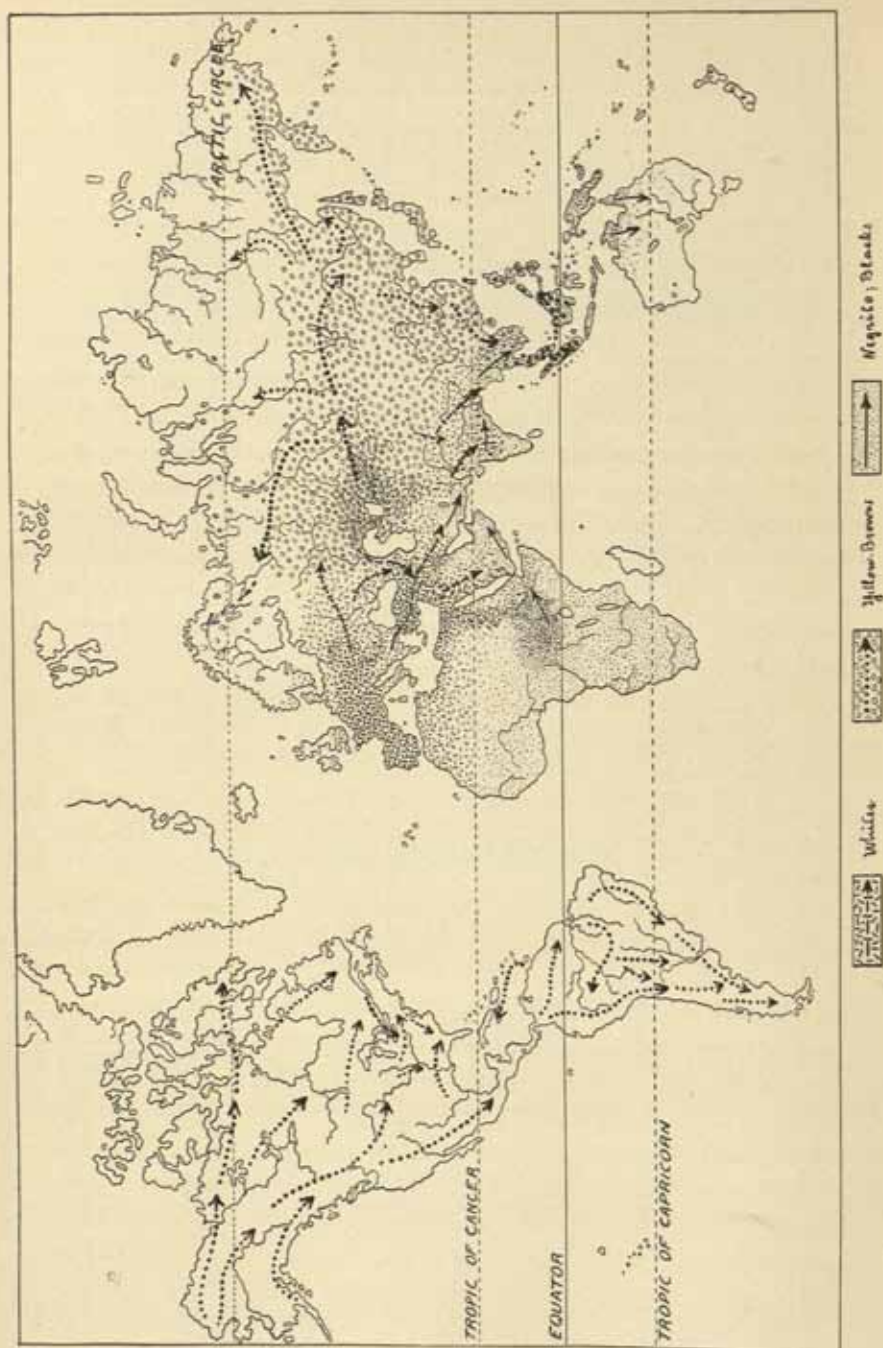 ARCTIC CIRCLE
TROPIC OF CANCER
EQUATOR
TROPIC OF CAPRICORN
Whites
Yellow-Browns
Negrito; Blacks